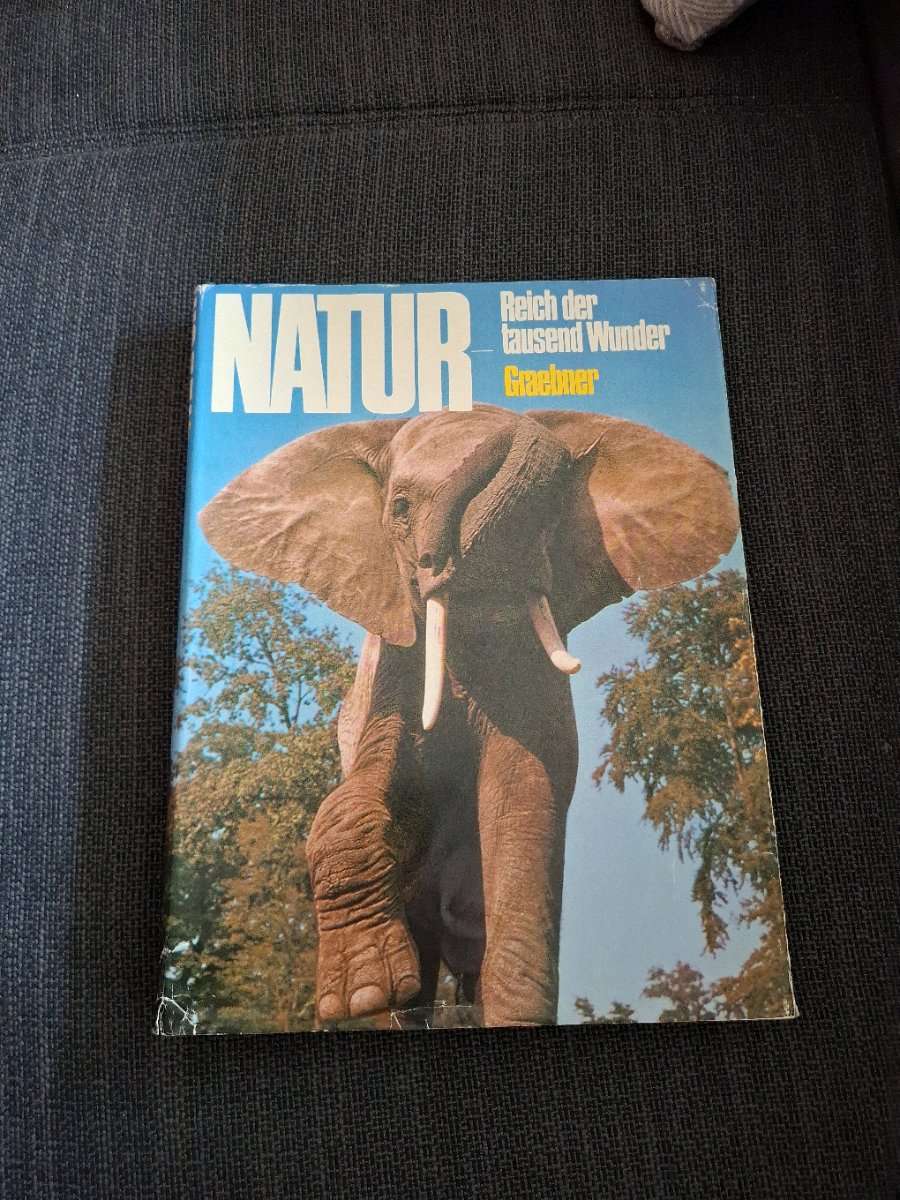 NATUR
Reich der
tausend Wunder
Graebner